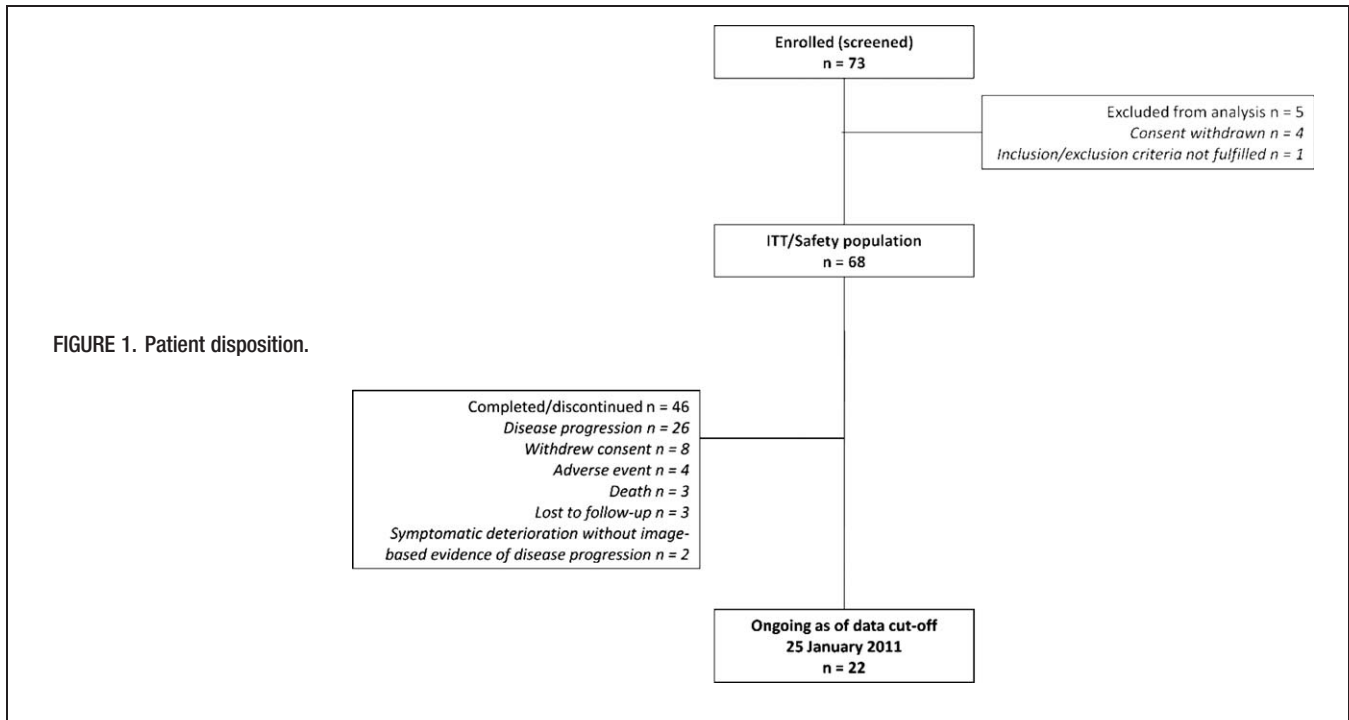 Enrolled (screened)
n = 73
Excluded from analysis n = 5
Consent withdrawn n = 4
Inclusion/exclusion criteria not fulfilled n = 1
ITT/Safety population
n = 68
FIGURE 1. Patient disposition.
Completed/discontinued n = 46
Disease progression n = 26
Withdrew consent n = 8
Adverse event n = 4
Death n = 3
Lost to follow-up n = 3
Symptomatic deterioration without image-
based evidence of disease progression n = 2
Ongoing as of data cut-off
25 January 2011
n = 22